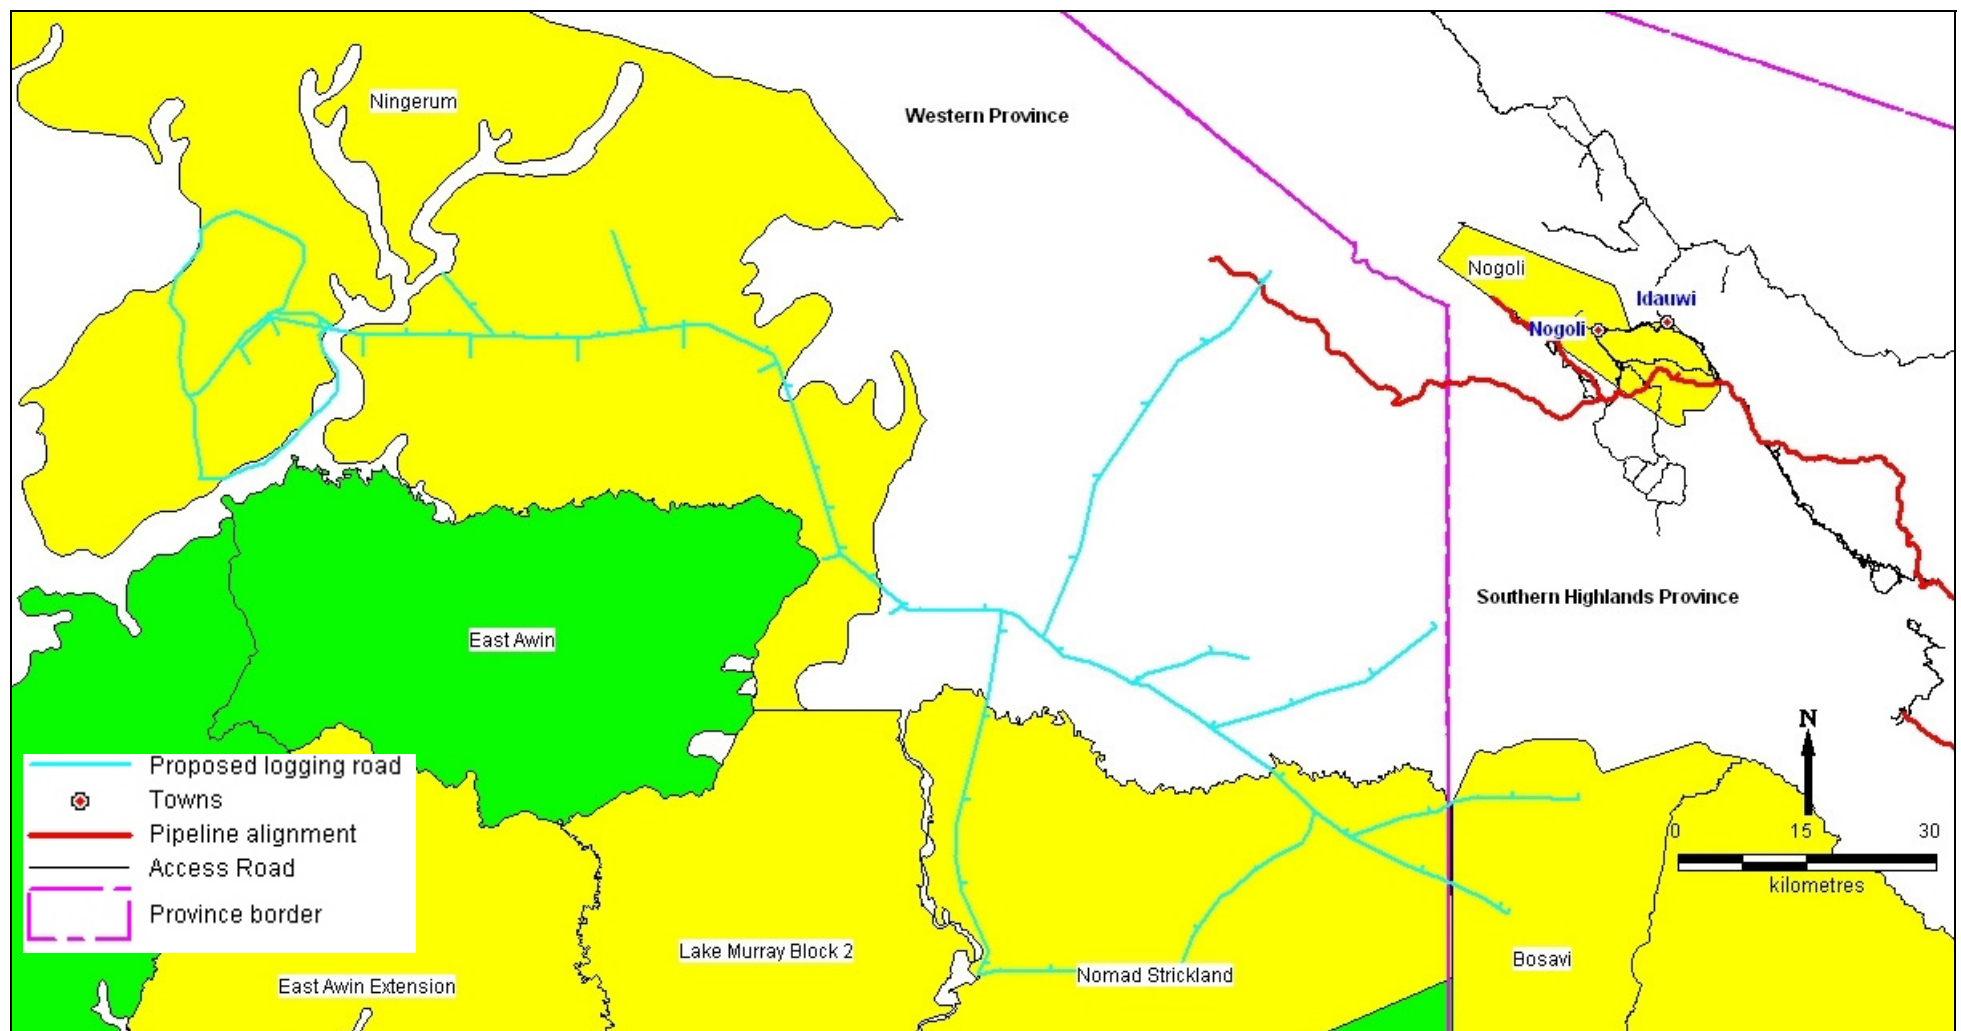 Ningerum
Western Province
Nogoli
Idauwi
Nogoli
Southern Highlands Province
East Awin
N
Proposed logging road
Towns
Pipeline alignment
Access Road
Province border
0 15 30
kilometres
Lake Murray Block 2
Nomad Strickland
Bosavi
East Awin Extension